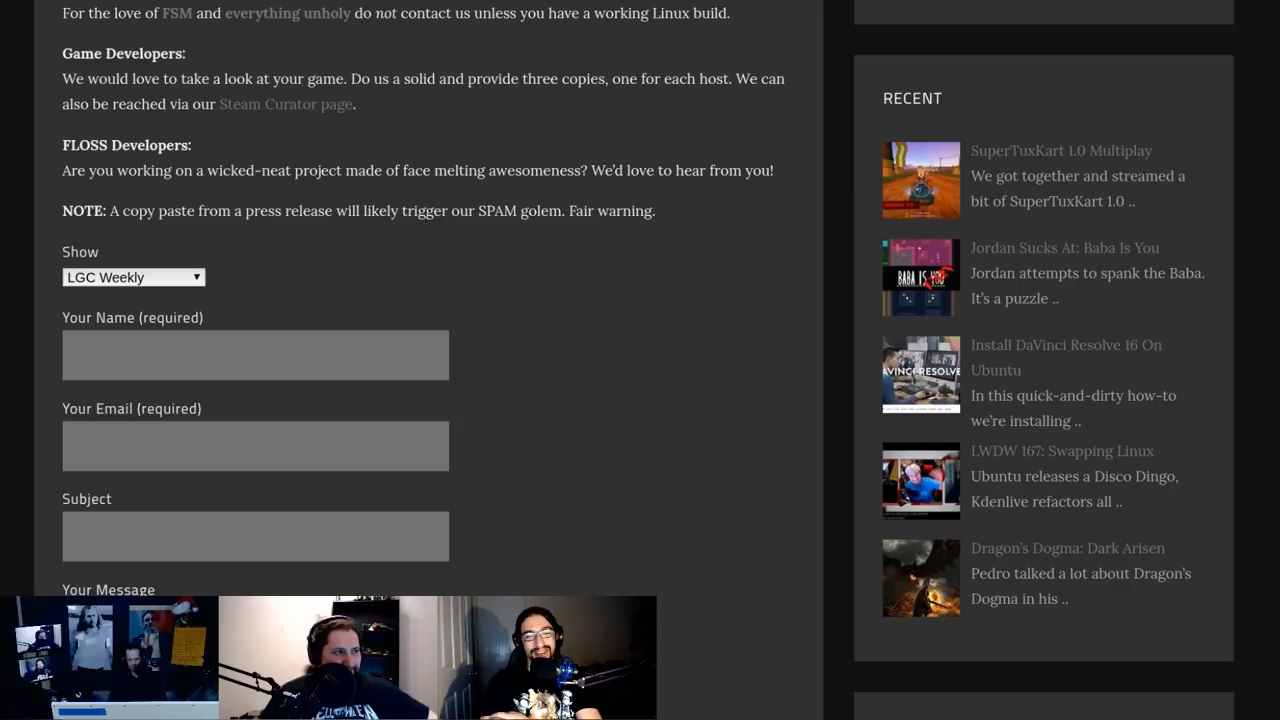 For the love of FSM and everything unholy do not contact us unless you have a working Linux build.
Game Developers:
We would love to take a look at your game. Do us a solid and provide three copies, one for each host. We can
also be reached via our Steam Curator page.
FLOSS Developers:
Are you working on a wicked-neat project made of face melting awesomeness? We'd love to hear from you!
NOTE: A copy paste from a press release will likely trigger our SPAM golem. Fair warning.
Show
LGC Weekly
Your Name (required)
Your Email (required)
Subject
Your Message
RECENT
SuperTuxKart 1.0 Multiplay
We got together and streamed a
bit of SuperTuxKart 1.0 ..
BABA IS YOU
Jordan Sucks At: Baba Is You
Jordan attempts to spank the Baba.
It's a puzzle ..
AVINCI RESOLVE
Install DaVinci Resolve 16 On
Ubuntu
In this quick-and-dirty how-to
we're installing ..
LWDW 167: Swapping Linux
Ubuntu releases a Disco Dingo,
Kdenlive refactors all ..
Dragon's Dogma: Dark Arisen
Pedro talked a lot about Dragon's
Dogma in his ..